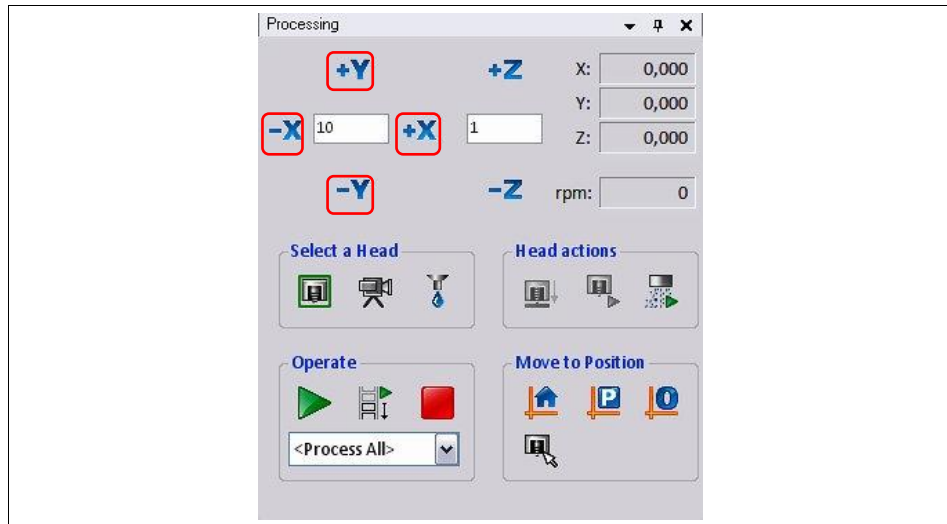 Processing
+Y +Z X: 0,000
Y: 0,000
-X 10 +X 1
Z: 0,000
-Y -Z rpm: 0
Select a Head Head actions
Operate Move to Position
P 0
<Process All>